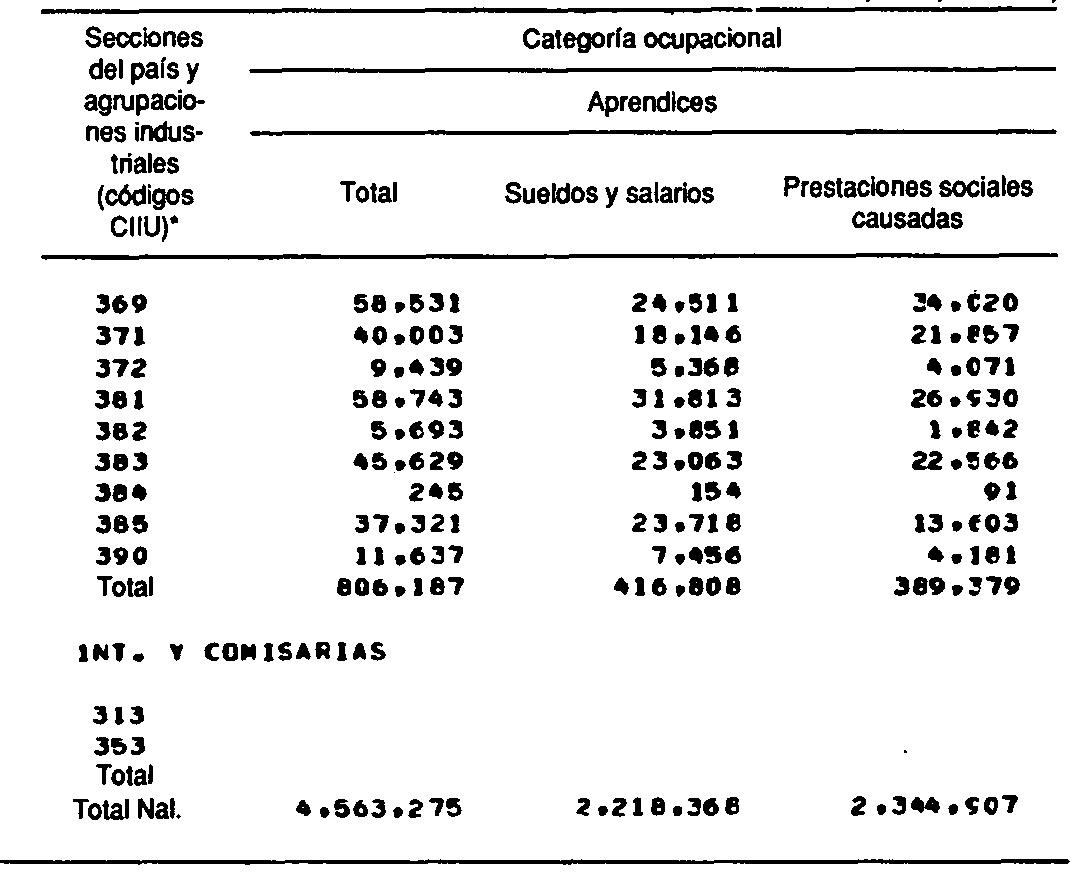 Secciones
del país y
agrupacio-
nes indus-
triales
(códigos
CIIU)*
Categoría ocupacional
Aprendices
Total Sueldos y salarios Prestaciones sociales
causadas
369 58.531 24.511 34.020
371 40.003 18.146 21.857
372 9.439 5.368 4.071
381 58.743 31.813 26.930
382 5.693 3.851 1.842
383 45.629 23.063 22.566
384 245 154 91
385 37.321 23.718 13.603
390 11.637 7.456 4.181
Total 806.187 416.808 389.379
INT. Y COMISARIAS
313
353
Total
Total Nal. 4.563.275 2.218.368 2.344.907